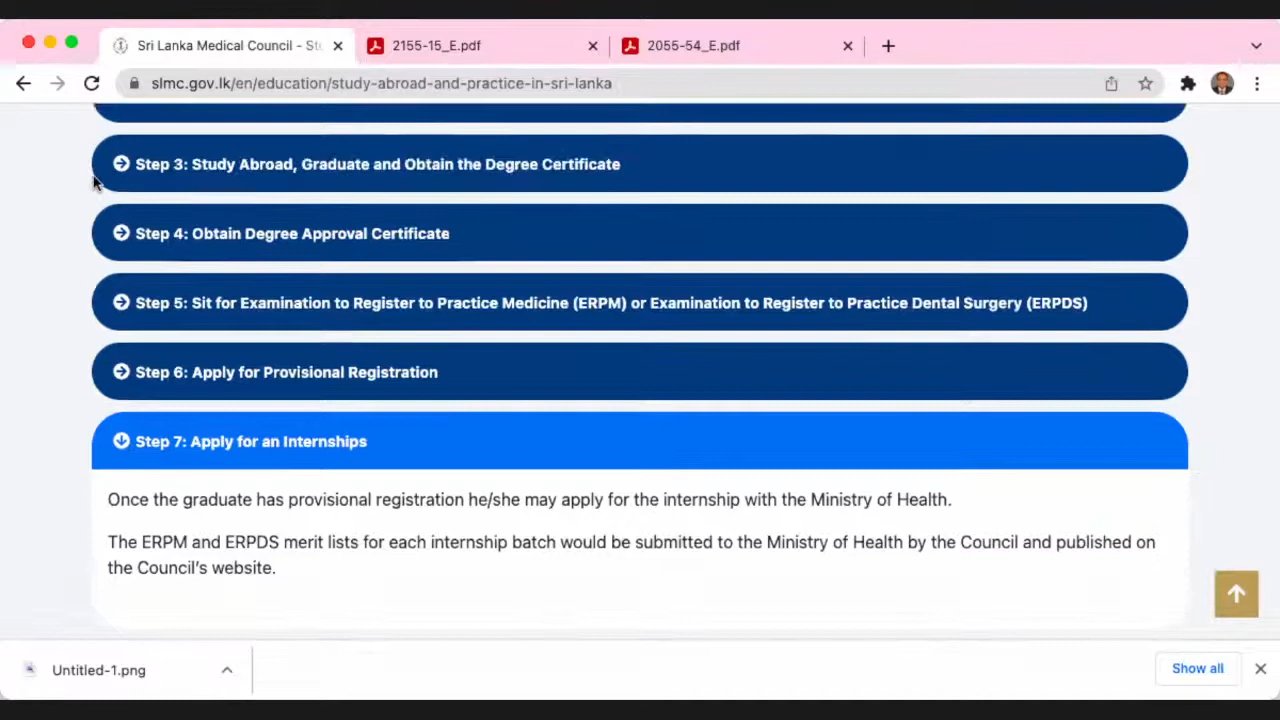 Sri Lanka Medical Council - Stu
2155-15_E.pdf
2055-54_E.pdf
slmc.gov.lk/en/education/study-abroad-and-practice-in-sri-lanka
Step 3: Study Abroad, Graduate and Obtain the Degree Certificate
Step 4: Obtain Degree Approval Certificate
Step 5: Sit for Examination to Register to Practice Medicine (ERPM) or Examination to Register to Practice Dental Surgery (ERPDS)
Step 6: Apply for Provisional Registration
Step 7: Apply for an Internships
Once the graduate has provisional registration he/she may apply for the internship with the Ministry of Health.
The ERPM and ERPDS merit lists for each internship batch would be submitted to the Ministry of Health by the Council and published on
the Council's website.
Untitled-1.png
Show all